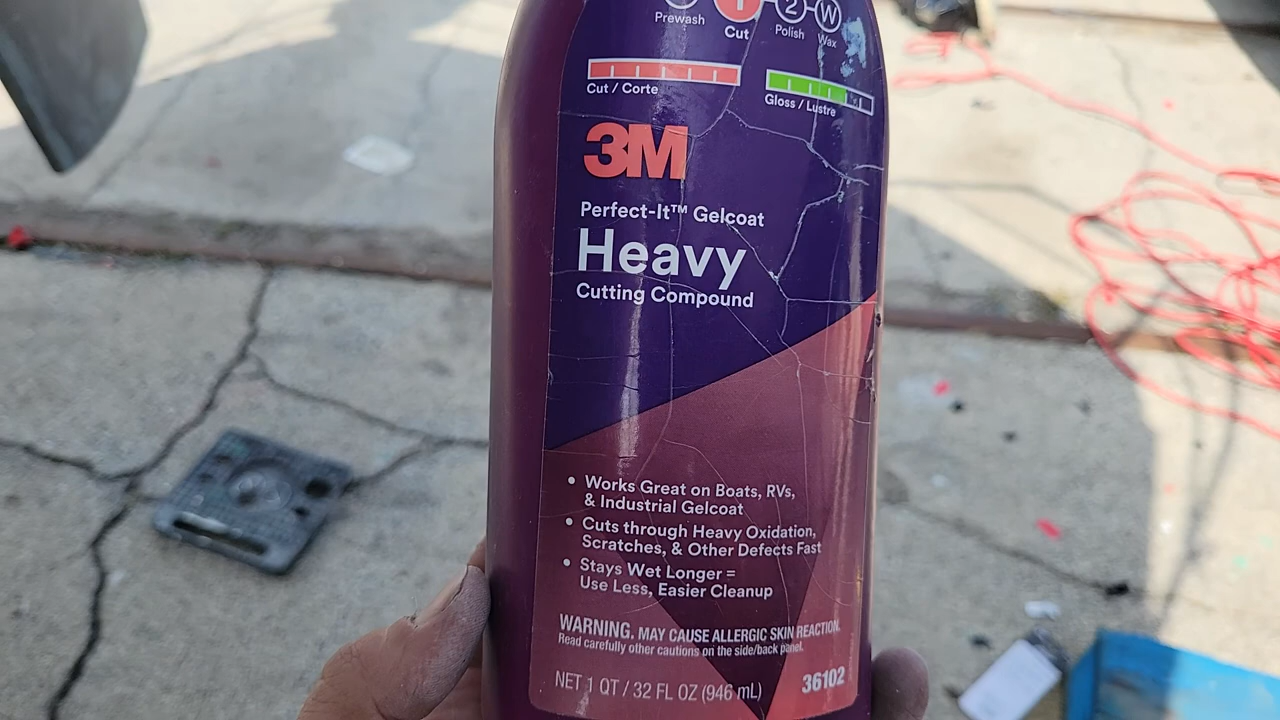 1 2 W
Prewash Cut Polish Wax
Cut / Corte Gloss / Lustre
3M
Perfect-It™ Gelcoat
Heavy
Cutting Compound
• Works Great on Boats, RVs,
& Industrial Gelcoat
• Cuts through Heavy Oxidation,
Scratches, & Other Defects Fast
• Stays Wet Longer =
Use Less, Easier Cleanup
WARNING. MAY CAUSE ALLERGIC SKIN REACTION.
Read carefully other cautions on the side/back panel.
NET 1 QT / 32 FL OZ (946 mL) 36102